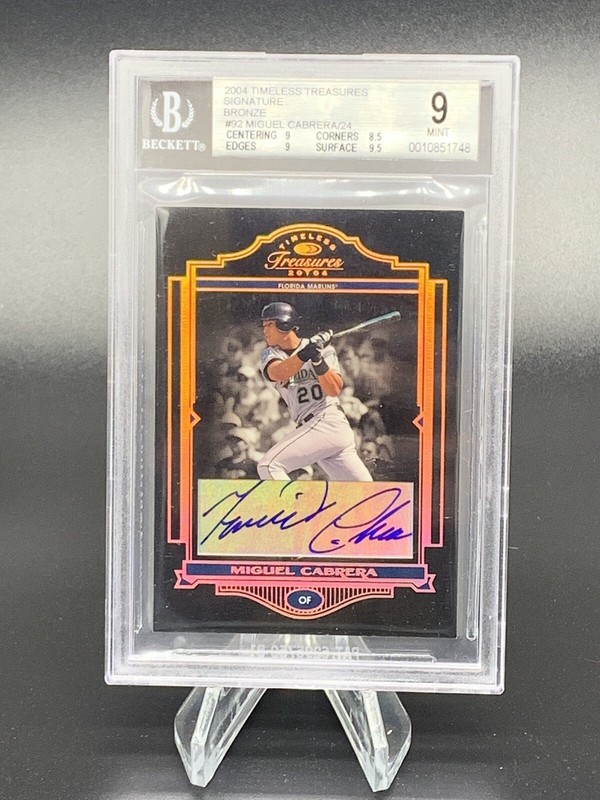 2004 TIMELESS TREASURES
SIGNATURE
BRONZE
#92 MIGUEL CABRERA/24
CENTERING 9 CORNERS 8.5
EDGES 9 SURFACE 9.5
B
BECKETT®
9
MINT
0010851748
TIMELESS
Treasures
2004
FLORIDA MARLINS®
RIDA
20
MIGUEL CABRERA
OF